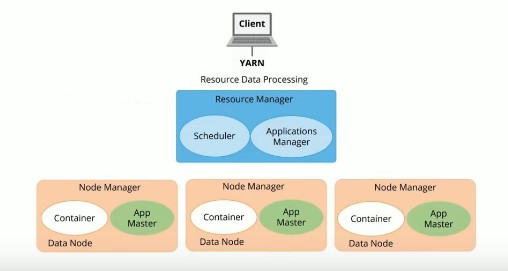 Client
YARN
Resource Data Processing
Resource Manager
Scheduler
Applications
Manager
Node Manager
Container
App
Master
Data Node
Node Manager
Container
App
Master
Data Node
Node Manager
Container
App
Master
Data Node